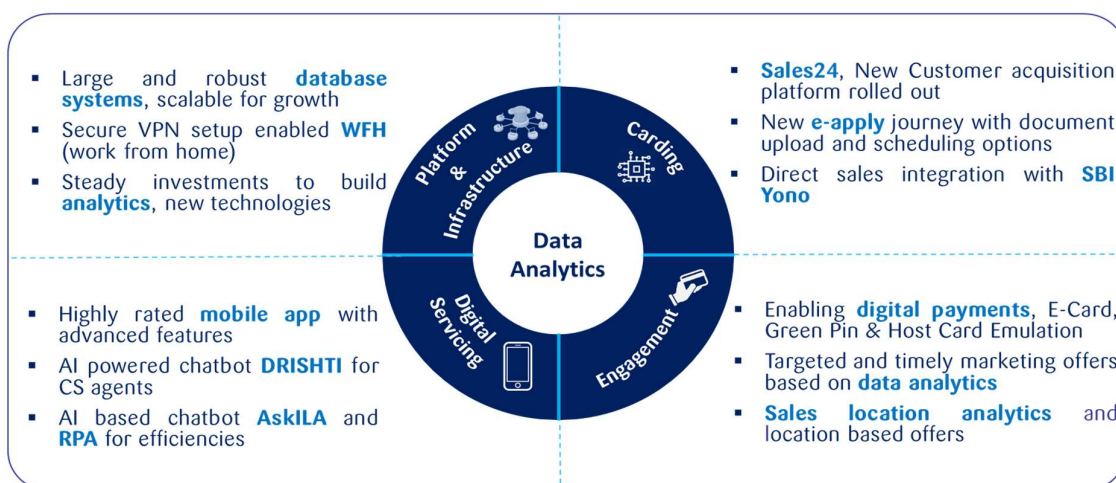 ▪ Large and robust database
systems, scalable for growth
▪ Secure VPN setup enabled WFH
(work from home)
▪ Steady investments to build
analytics, new technologies
▪ Sales24, New Customer acquisition
platform rolled out
▪ New e-apply journey with document
upload and scheduling options
▪ Direct sales integration with SBI
Yono
Platform
&
Infrastructure
Carding
Data
Analytics
Digital
Servicing
Engagement
▪ Highly rated mobile app with
advanced features
▪ AI powered chatbot DRISHTI for
CS agents
▪ AI based chatbot AskILA and
RPA for efficiencies
▪ Enabling digital payments, E-Card,
Green Pin & Host Card Emulation
▪ Targeted and timely marketing offers
based on data analytics
▪ Sales location analytics and
location based offers